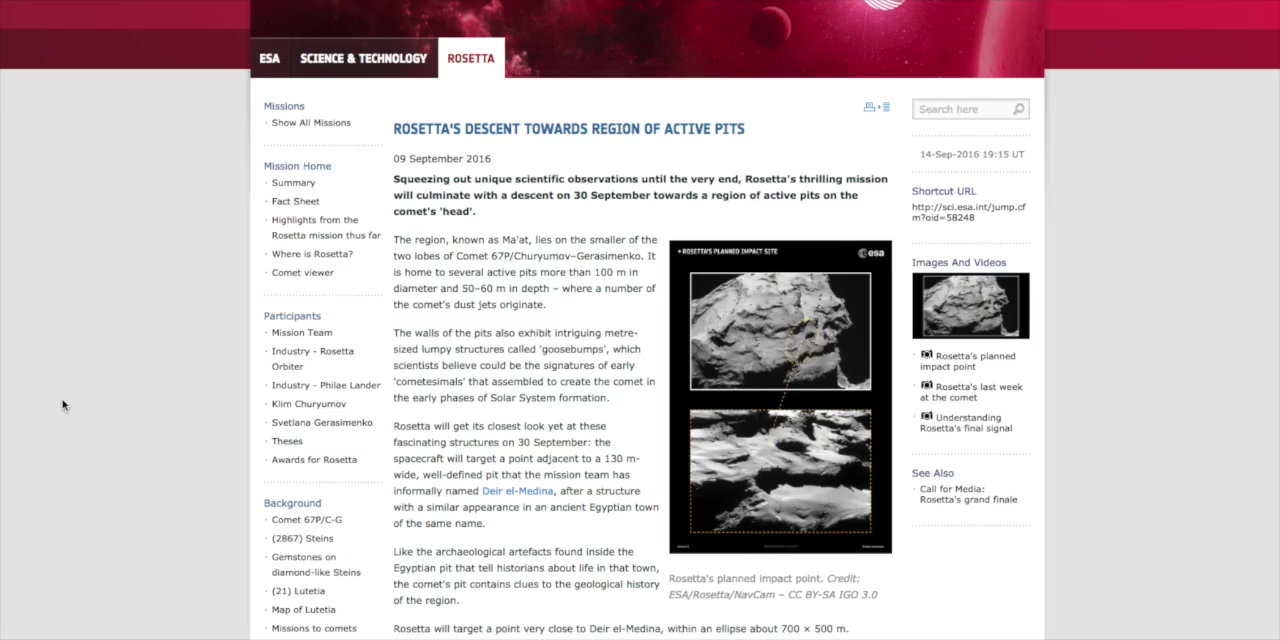 ESA
SCIENCE & TECHNOLOGY
ROSETTA
Missions
Show All Missions
Mission Home
Summary
Fact Sheet
Highlights from the
Rosetta mission thus far
Where is Rosetta?
Comet viewer
Participants
Mission Team
Industry - Rosetta
Orbiter
Industry - Philae Lander
Klim Churyumov
Svetlana Gerasimenko
Theses
Awards for Rosetta
Background
Comet 67P/C-G
(2867) Steins
Gemstones on
diamond-like Steins
(21) Lutetia
Map of Lutetia
Missions to comets
ROSETTA'S DESCENT TOWARDS REGION OF ACTIVE PITS
09 September 2016
Squeezing out unique scientific observations until the very end, Rosetta's thrilling mission
will culminate with a descent on 30 September towards a region of active pits on the
comet's 'head'.
The region, known as Ma'at, lies on the smaller of the
two lobes of Comet 67P/Churyumov–Gerasimenko. It
is home to several active pits more than 100 m in
diameter and 50–60 m in depth – where a number of
the comet's dust jets originate.
The walls of the pits also exhibit intriguing metre-
sized lumpy structures called 'goosebumps', which
scientists believe could be the signatures of early
'cometesimals' that assembled to create the comet in
the early phases of Solar System formation.
Rosetta will get its closest look yet at these
fascinating structures on 30 September: the
spacecraft will target a point adjacent to a 130 m-
wide, well-defined pit that the mission team has
informally named Deir el-Medina, after a structure
with a similar appearance in an ancient Egyptian town
of the same name.
Like the archaeological artefacts found inside the
Egyptian pit that tell historians about life in that town,
the comet's pit contains clues to the geological history
of the region.
Rosetta will target a point very close to Deir el-Medina, within an ellipse about 700 × 500 m.
ROSETTA'S PLANNED IMPACT SITE
esa
Rosetta's planned impact point. Credit:
ESA/Rosetta/NavCam – CC BY-SA IGO 3.0
Search here
14-Sep-2016 19:15 UT
Shortcut URL
http://sci.esa.int/jump.cf
m?oid=58248
Images And Videos
Rosetta's planned
impact point
Rosetta's last week
at the comet
Understanding
Rosetta's final signal
See Also
Call for Media:
Rosetta's grand finale